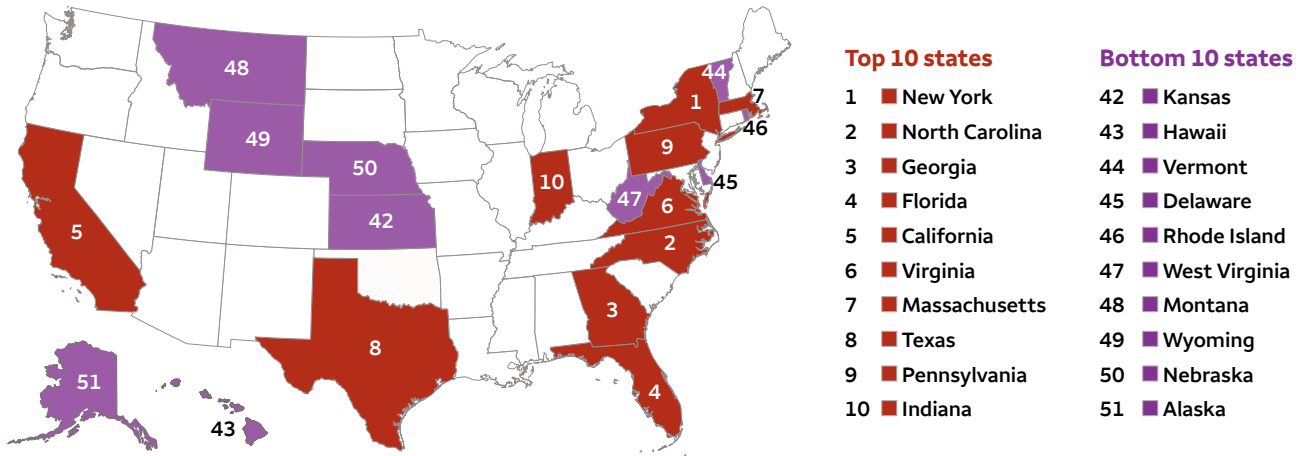 48
49
50
42
5
8
51
43
10
3
4
2
6
47
9
1
44
7
46
45
Top 10 states
1 New York
2 North Carolina
3 Georgia
4 Florida
5 California
6 Virginia
7 Massachusetts
8 Texas
9 Pennsylvania
10 Indiana
Bottom 10 states
42 Kansas
43 Hawaii
44 Vermont
45 Delaware
46 Rhode Island
47 West Virginia
48 Montana
49 Wyoming
50 Nebraska
51 Alaska